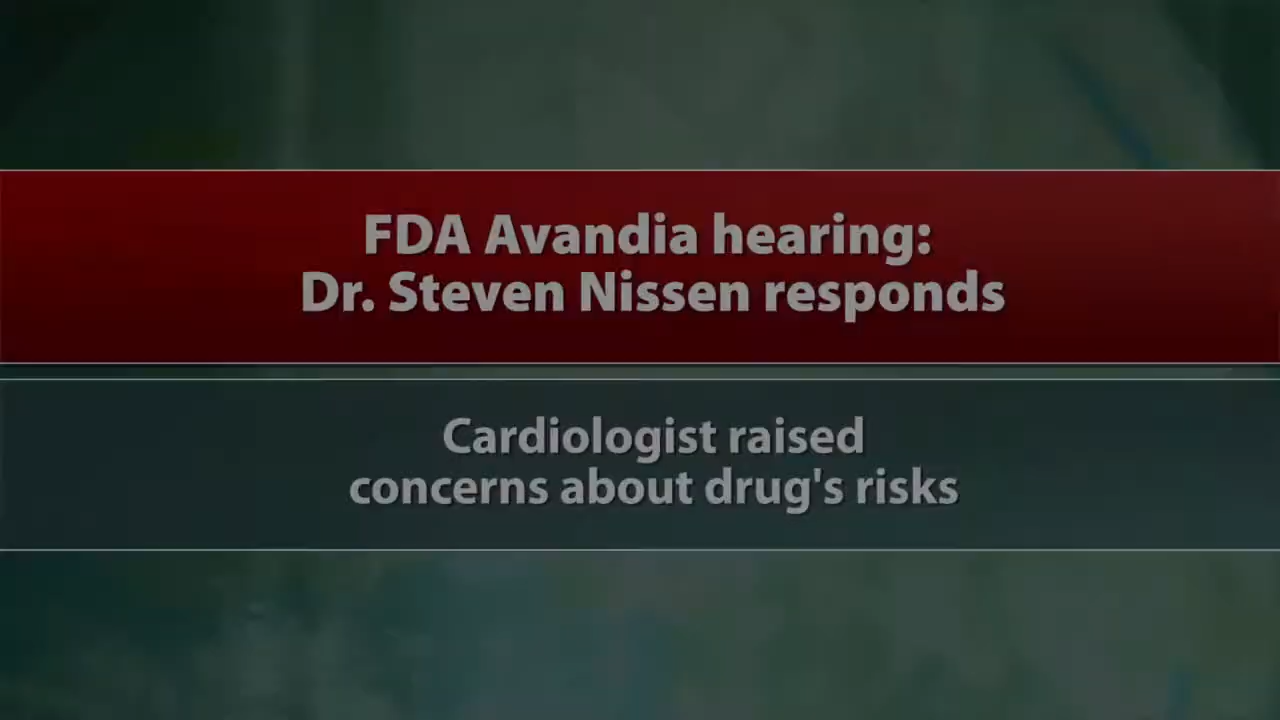 FDA Avandia hearing:
Dr. Steven Nissen responds
Cardiologist raised
concerns about drug's risks